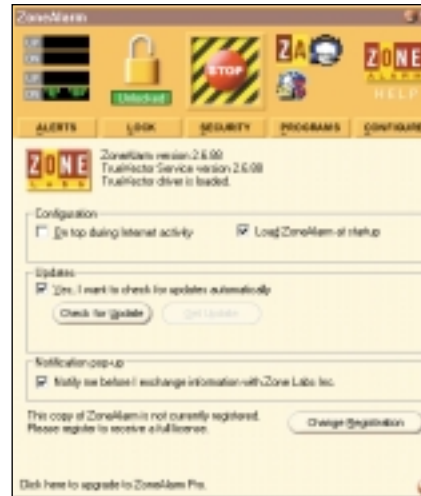 ZoneAlarm
UP
DN
UP
DN
Unlocked
STOP
ZA
ZONE
ALARM
HELP
ALERTS
LOCK
SECURITY
PROGRAMS
CONFIGURE
ZONE
LABS
ZoneAlarm version 2.6.88
TrueVector Service version 2.6.88
TrueVector driver is loaded.
Configuration
On top during Internet activity
Load ZoneAlarm at startup
Updates
Yes, I want to check for updates automatically
Check for Update
Get Update
Notification pop-up
Notify me before I exchange information with Zone Labs Inc.
This copy of ZoneAlarm is not currently registered.
Please register to receive a full license.
Change Registration
Click here to upgrade to ZoneAlarm Pro.